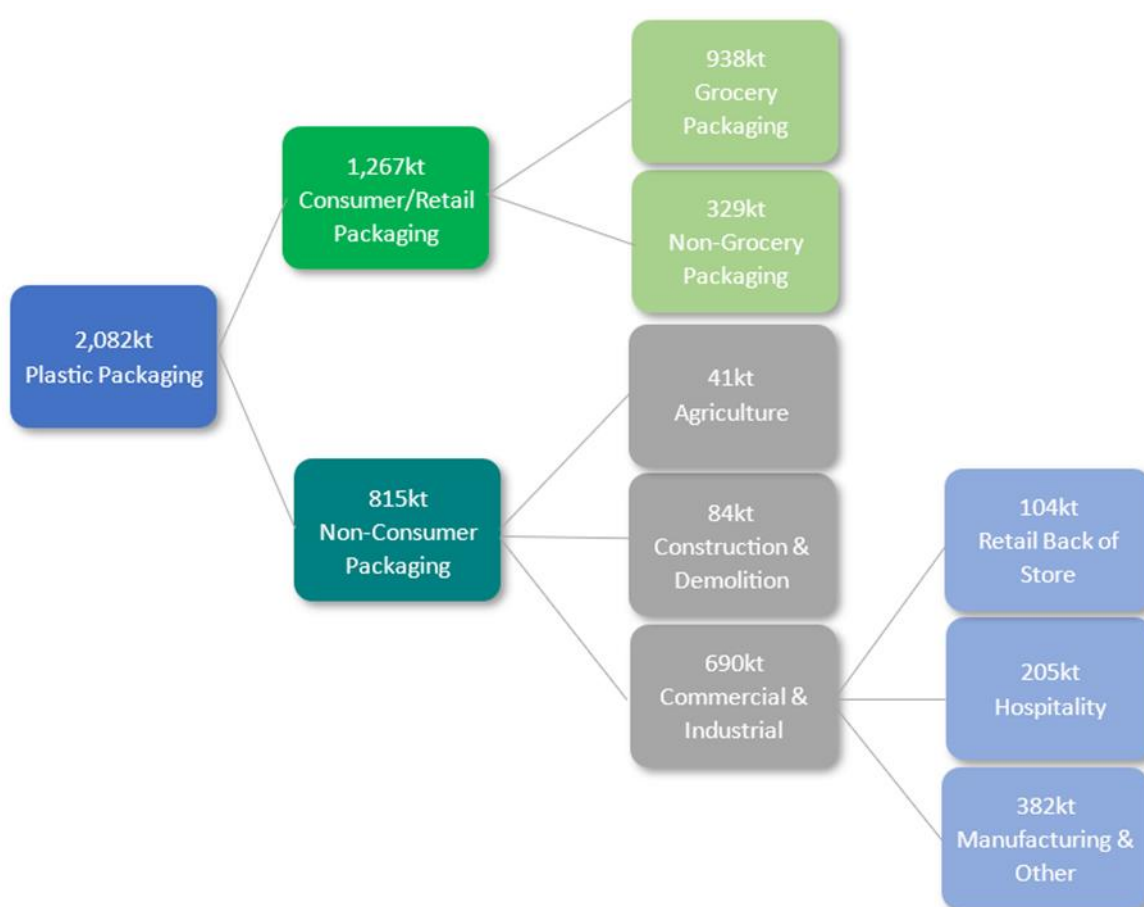 2,082kt
Plastic Packaging
1,267kt
Consumer/Retail
Packaging
815kt
Non-Consumer
Packaging
938kt
Grocery
Packaging
329kt
Non-Grocery
Packaging
41kt
Agriculture
84kt
Construction &
Demolition
690kt
Commercial &
Industrial
104kt
Retail Back of
Store
205kt
Hospitality
382kt
Manufacturing &
Other